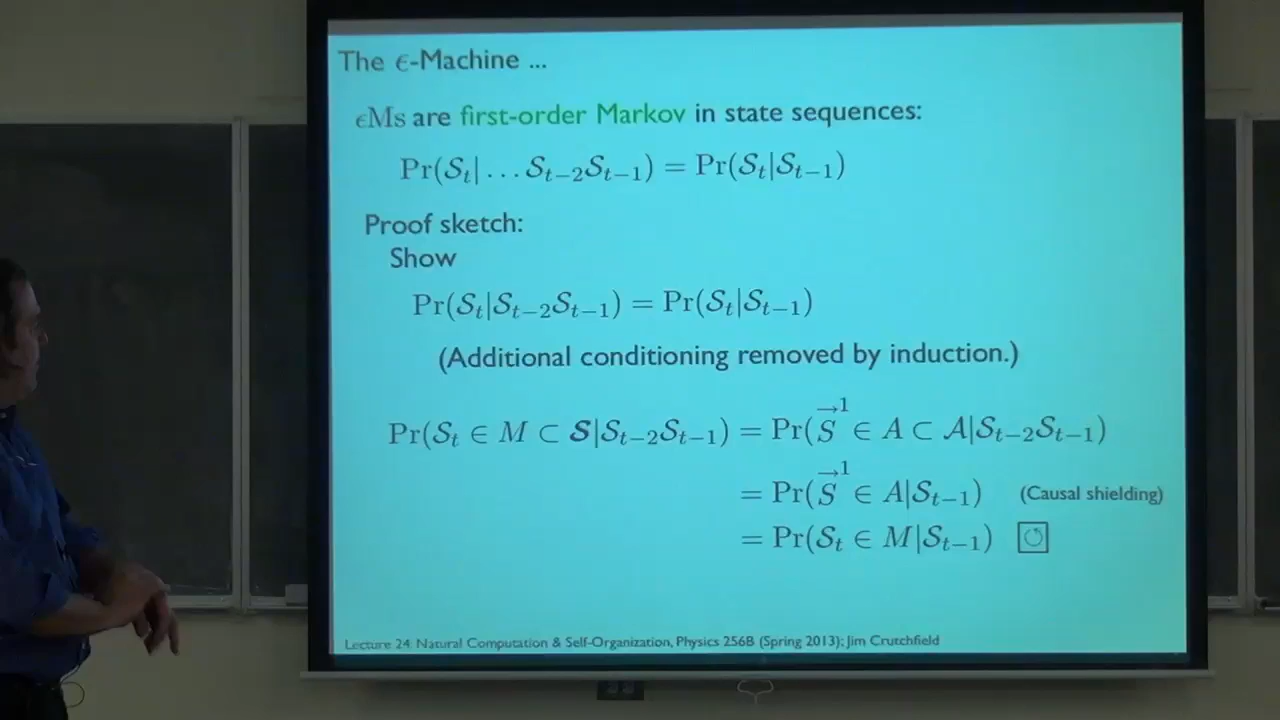 The ϵ-Machine ...
ϵMs are first-order Markov in state sequences:
Pr(𝒮_t| … 𝒮_{t−2}𝒮_{t−1}) = Pr(𝒮_t|𝒮_{t−1})
Proof sketch:
Show
Pr(𝒮_t|𝒮_{t−2}𝒮_{t−1}) = Pr(𝒮_t|𝒮_{t−1})
(Additional conditioning removed by induction.)
Pr(𝒮_t ∈ M ⊂ 𝓢|𝒮_{t−2}𝒮_{t−1}) = Pr(\overrightarrow{S}^1 ∈ A ⊂ 𝒜|𝒮_{t−2}𝒮_{t−1})
= Pr(\overrightarrow{S}^1 ∈ A|𝒮_{t−1}) (Causal shielding)
= Pr(𝒮_t ∈ M|𝒮_{t−1})
Lecture 24: Natural Computation & Self-Organization, Physics 256B (Spring 2013); Jim Crutchfield